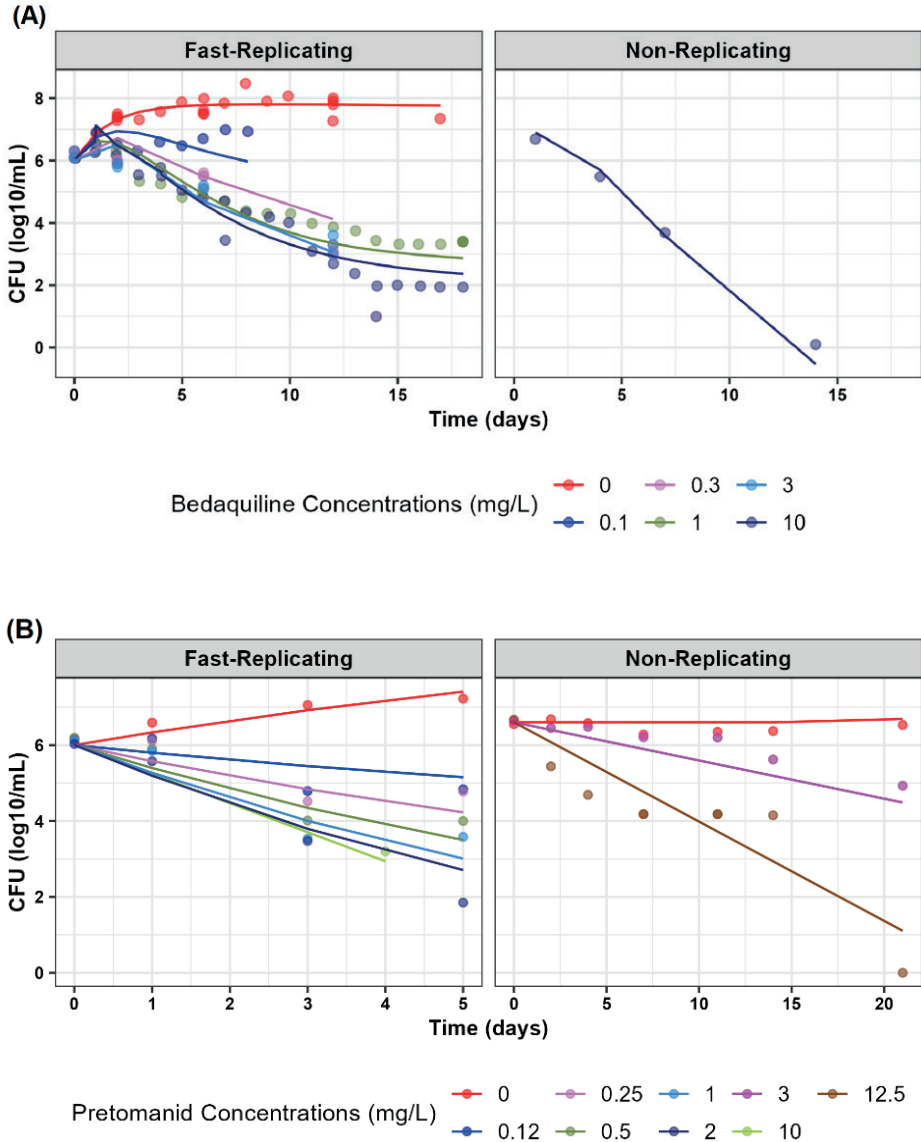 (A)
Fast-Replicating Non-Replicating
CFU (log10/mL)
8
6
4
2
0
0 5 10 15 0 5 10 15
Time (days)
Bedaquiline Concentrations (mg/L)
0 0.3 3
0.1 1 10
(B)
Fast-Replicating Non-Replicating
CFU (log10/mL)
6
4
2
0
0 1 2 3 4 5 0 5 10 15 20
Time (days)
Pretomanid Concentrations (mg/L)
0 0.25 1 3 12.5
0.12 0.5 2 10